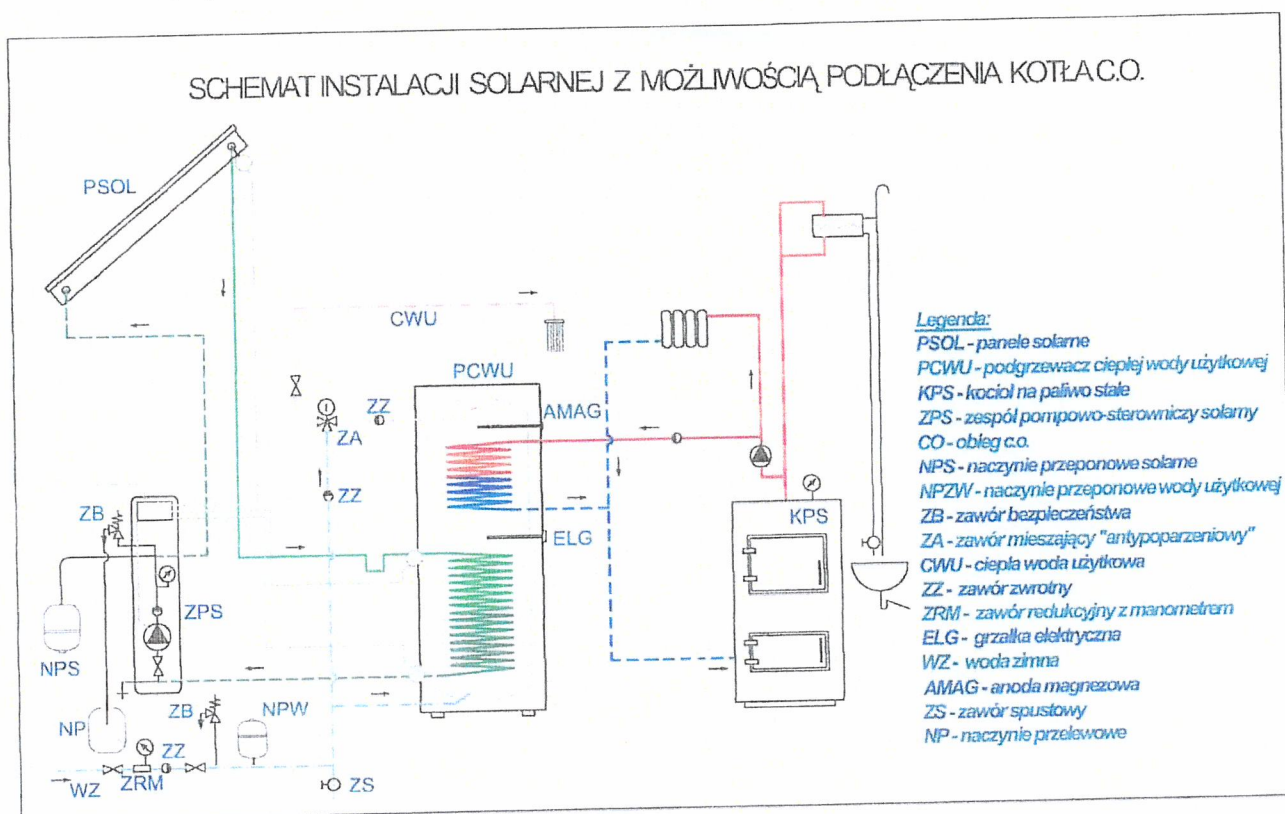 SCHEMAT INSTALACJI SOLARNEJ Z MOŻLIWOŚCIĄ PODŁĄCZENIA KOTŁA C.O.
PSOL
CWU
PCWU
AMAG
ZZ
ZA
ZZ
ELG
KPS
ZB
ZPS
NPS
NP
ZB
NPW
ZZ
ZRM
WZ
ZS
Legenda:
PSOL - panele solarne
PCWU - podgrzewacz ciepłej wody użytkowej
KPS - kocioł na paliwo stałe
ZPS - zespół pompowo-sterowniczy solarny
CO - obieg c.o.
NPS - naczynie przeponowe solarne
NPZW - naczynie przeponowe wody użytkowej
ZB - zawór bezpieczeństwa
ZA - zawór mieszający "antypoparzeniowy"
CWU - ciepła woda użytkowa
ZZ - zawór zwrotny
ZRM - zawór redukcyjny z manometrem
ELG - grzałka elektryczna
WZ - woda zimna
AMAG - anoda magnezowa
ZS - zawór spustowy
NP - naczynie przelewowe